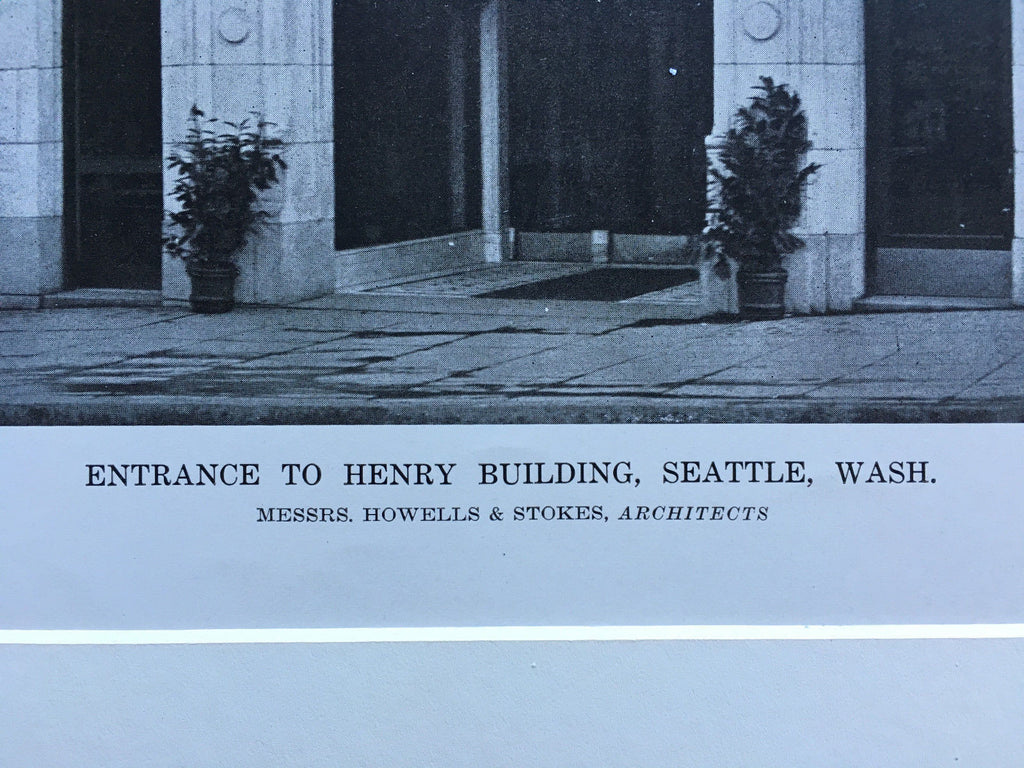 ENTRANCE TO HENRY BUILDING, SEATTLE, WASH.
MESSRS. HOWELLS & STOKES, ARCHITECTS